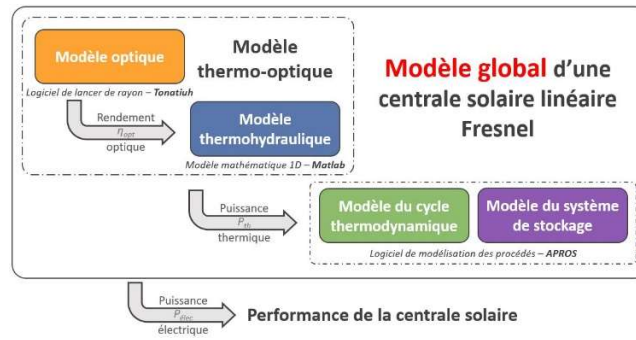 Modèle optique
Modèle
thermo-optique
Logiciel de lancer de rayon – Tonatiuh
Rendement
ηopt
optique
Modèle
thermohydraulique
Modèle mathématique 1D – Matlab
Modèle global d'une
centrale solaire linéaire
Fresnel
Puissance
Pth
thermique
Modèle du cycle
thermodynamique
Modèle du système
de stockage
Logiciel de modélisation des procédés – APROS
Puissance
Pélec
électrique
Performance de la centrale solaire